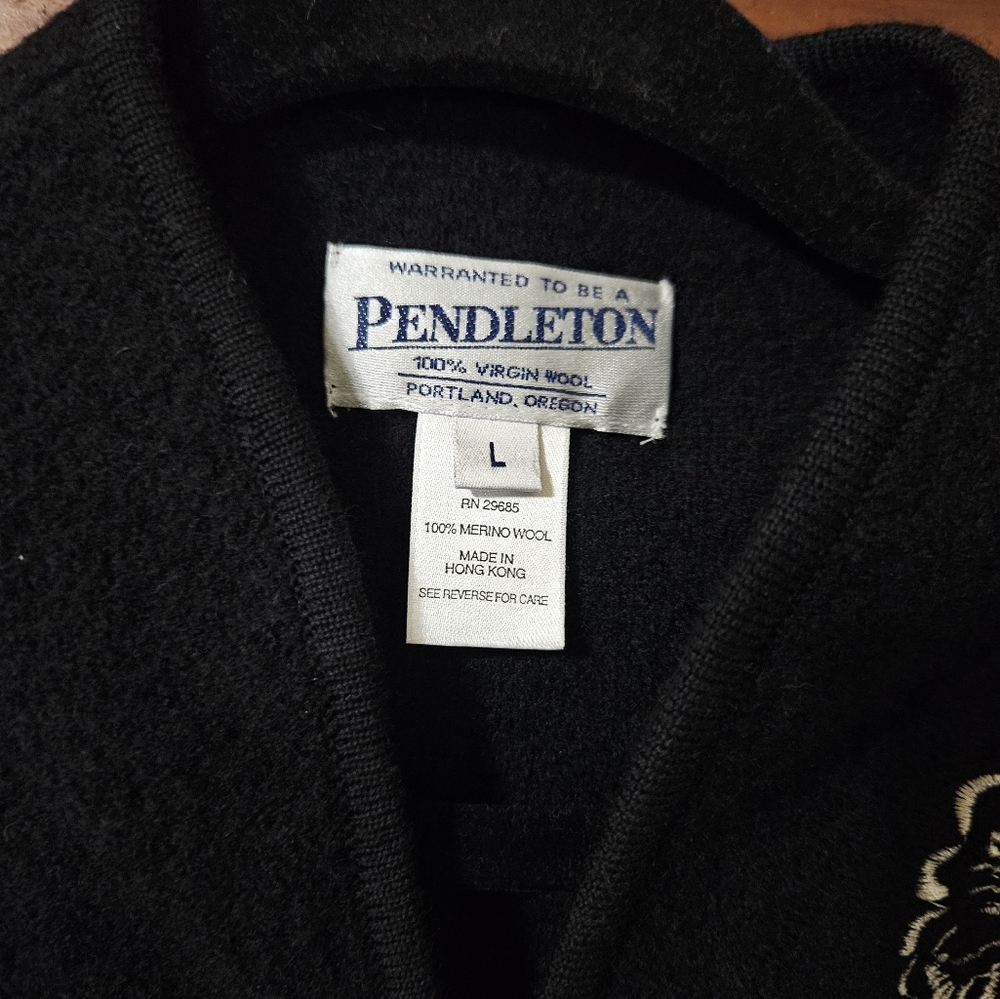 WARRANTED TO BE A
PENDLETON
100% VIRGIN WOOL
PORTLAND, OREGON
L
RN 29685
100% MERINO WOOL
MADE IN
HONG KONG
SEE REVERSE FOR CARE